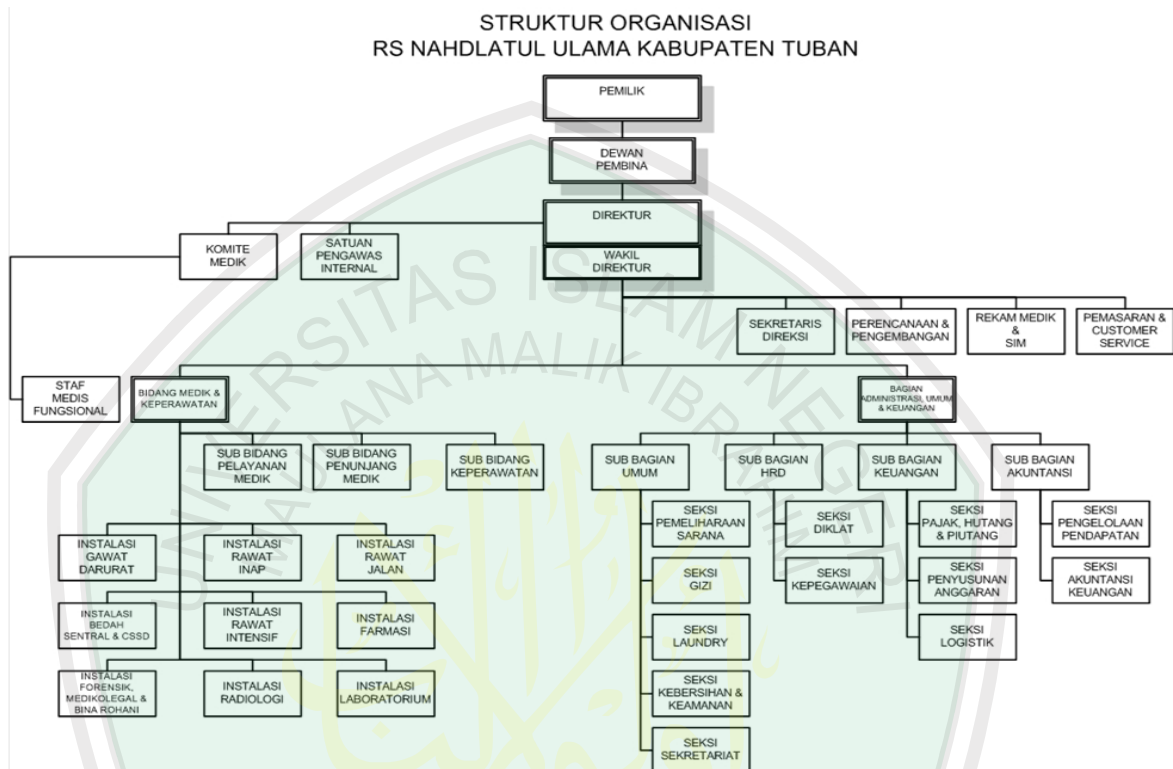 STRUKTUR ORGANISASI
RS NAHDLATUL ULAMA KABUPATEN TUBAN
PEMILIK
DEWAN
PEMBINA
DIREKTUR
WAKIL
DIREKTUR
KOMITE
MEDIK
SATUAN
PENGAWAS
INTERNAL
SEKRETARIS
DIREKSI
PERENCANAAN &
PENGEMBANGAN
REKAM MEDIK
&
SIM
PEMASARAN &
CUSTOMER
SERVICE
STAF
MEDIS
FUNGSIONAL
BIDANG MEDIK &
KEPERAWATAN
BAGIAN
ADMINISTRASI, UMUM
& KEUANGAN
SUB BIDANG
PELAYANAN
MEDIK
SUB BIDANG
PENUNJANG
MEDIK
SUB BIDANG
KEPERAWATAN
SUB BAGIAN
UMUM
SUB BAGIAN
HRD
SUB BAGIAN
KEUANGAN
SUB BAGIAN
AKUNTANSI
SEKSI
PEMELIHARAAN
SARANA
SEKSI
DIKLAT
SEKSI
PAJAK, HUTANG
& PIUTANG
SEKSI
PENGELOLAAN
PENDAPATAN
INSTALASI
GAWAT
DARURAT
INSTALASI
RAWAT
INAP
INSTALASI
RAWAT
JALAN
SEKSI
GIZI
SEKSI
KEPEGAWAIAN
SEKSI
PENYUSUNAN
ANGGARAN
SEKSI
AKUNTANSI
KEUANGAN
INSTALASI
BEDAH
SENTRAL & CSSD
INSTALASI
RAWAT
INTENSIF
INSTALASI
FARMASI
SEKSI
LAUNDRY
SEKSI
LOGISTIK
INSTALASI
FORENSIK,
MEDIKOLEGAL &
BINA ROHANI
INSTALASI
RADIOLOGI
INSTALASI
LABORATORIUM
SEKSI
KEBERSIHAN &
KEAMANAN
SEKSI
SEKRETARIAT
UNIVERSITAS ISLAM NEGERI
MAULANA MALIK IBRAHIM